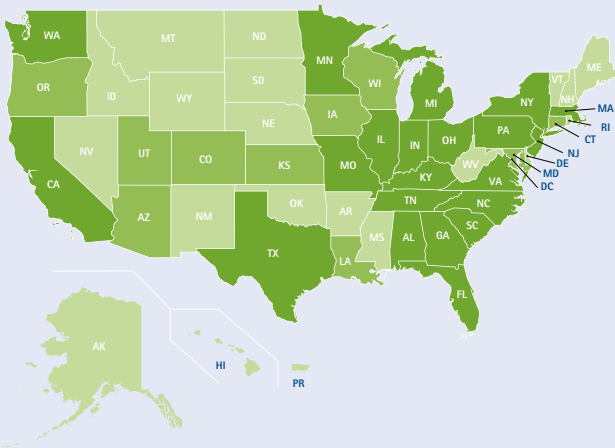 WA
MT
ND
MN
ME
VT
NH
OR
ID
SD
WI
MI
NY
MA
RI
CT
WY
NE
IA
PA
NJ
NV
UT
CO
KS
MO
IL
IN
OH
WV
DE
MD
DC
CA
KY
VA
AZ
NM
OK
AR
TN
NC
SC
TX
LA
MS
AL
GA
FL
AK
HI
PR